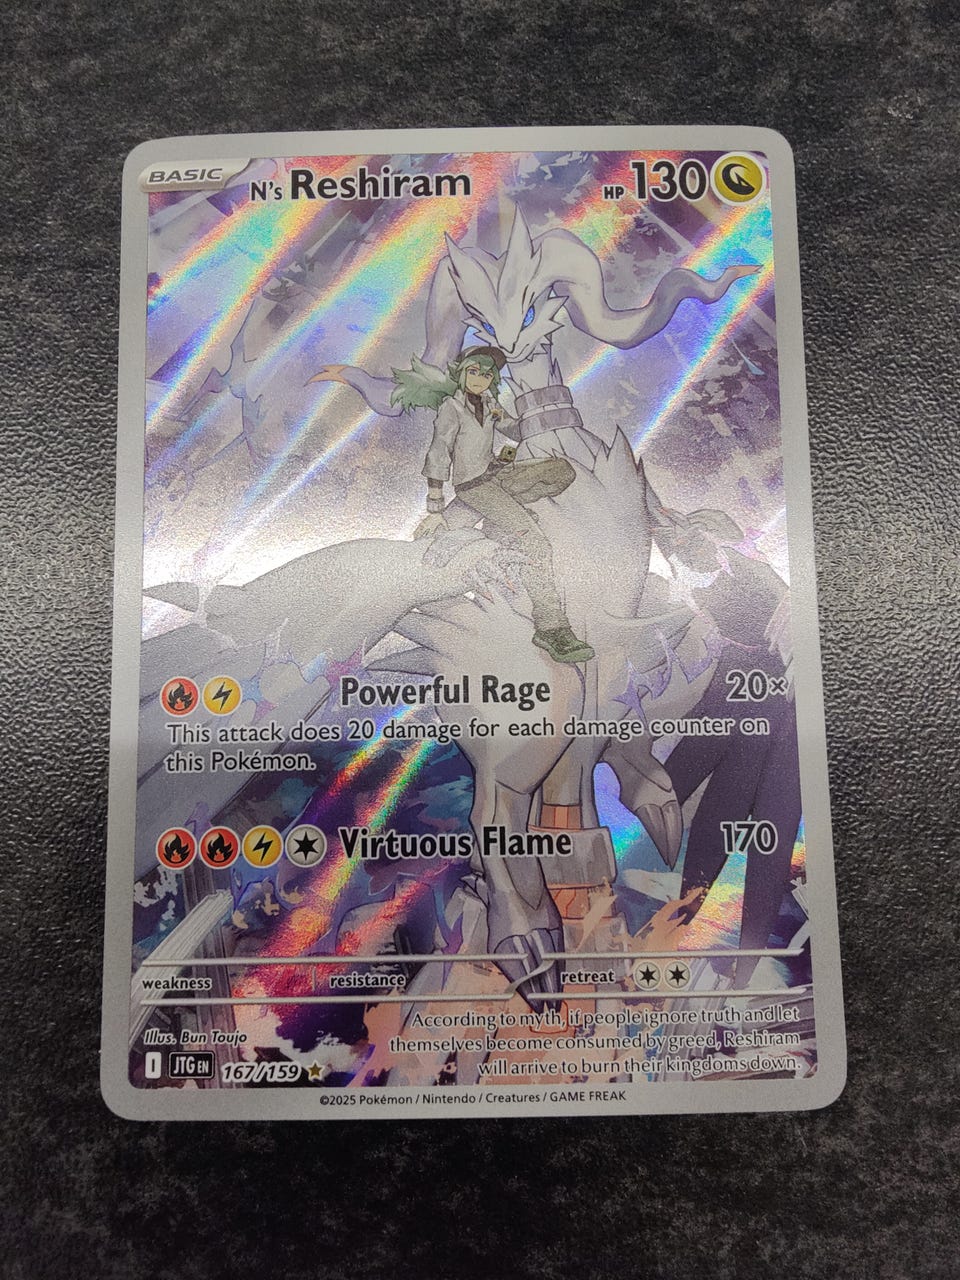 BASIC
N's Reshiram
HP 130
Powerful Rage 20×
This attack does 20 damage for each damage counter on
this Pokémon.
Virtuous Flame 170
weakness resistance retreat
According to myth, if people ignore truth and let
themselves become consumed by greed, Reshiram
will arrive to burn their kingdoms down.
Illus. Bun Toujo
I JTG EN 167/159
©2025 Pokémon / Nintendo / Creatures / GAME FREAK